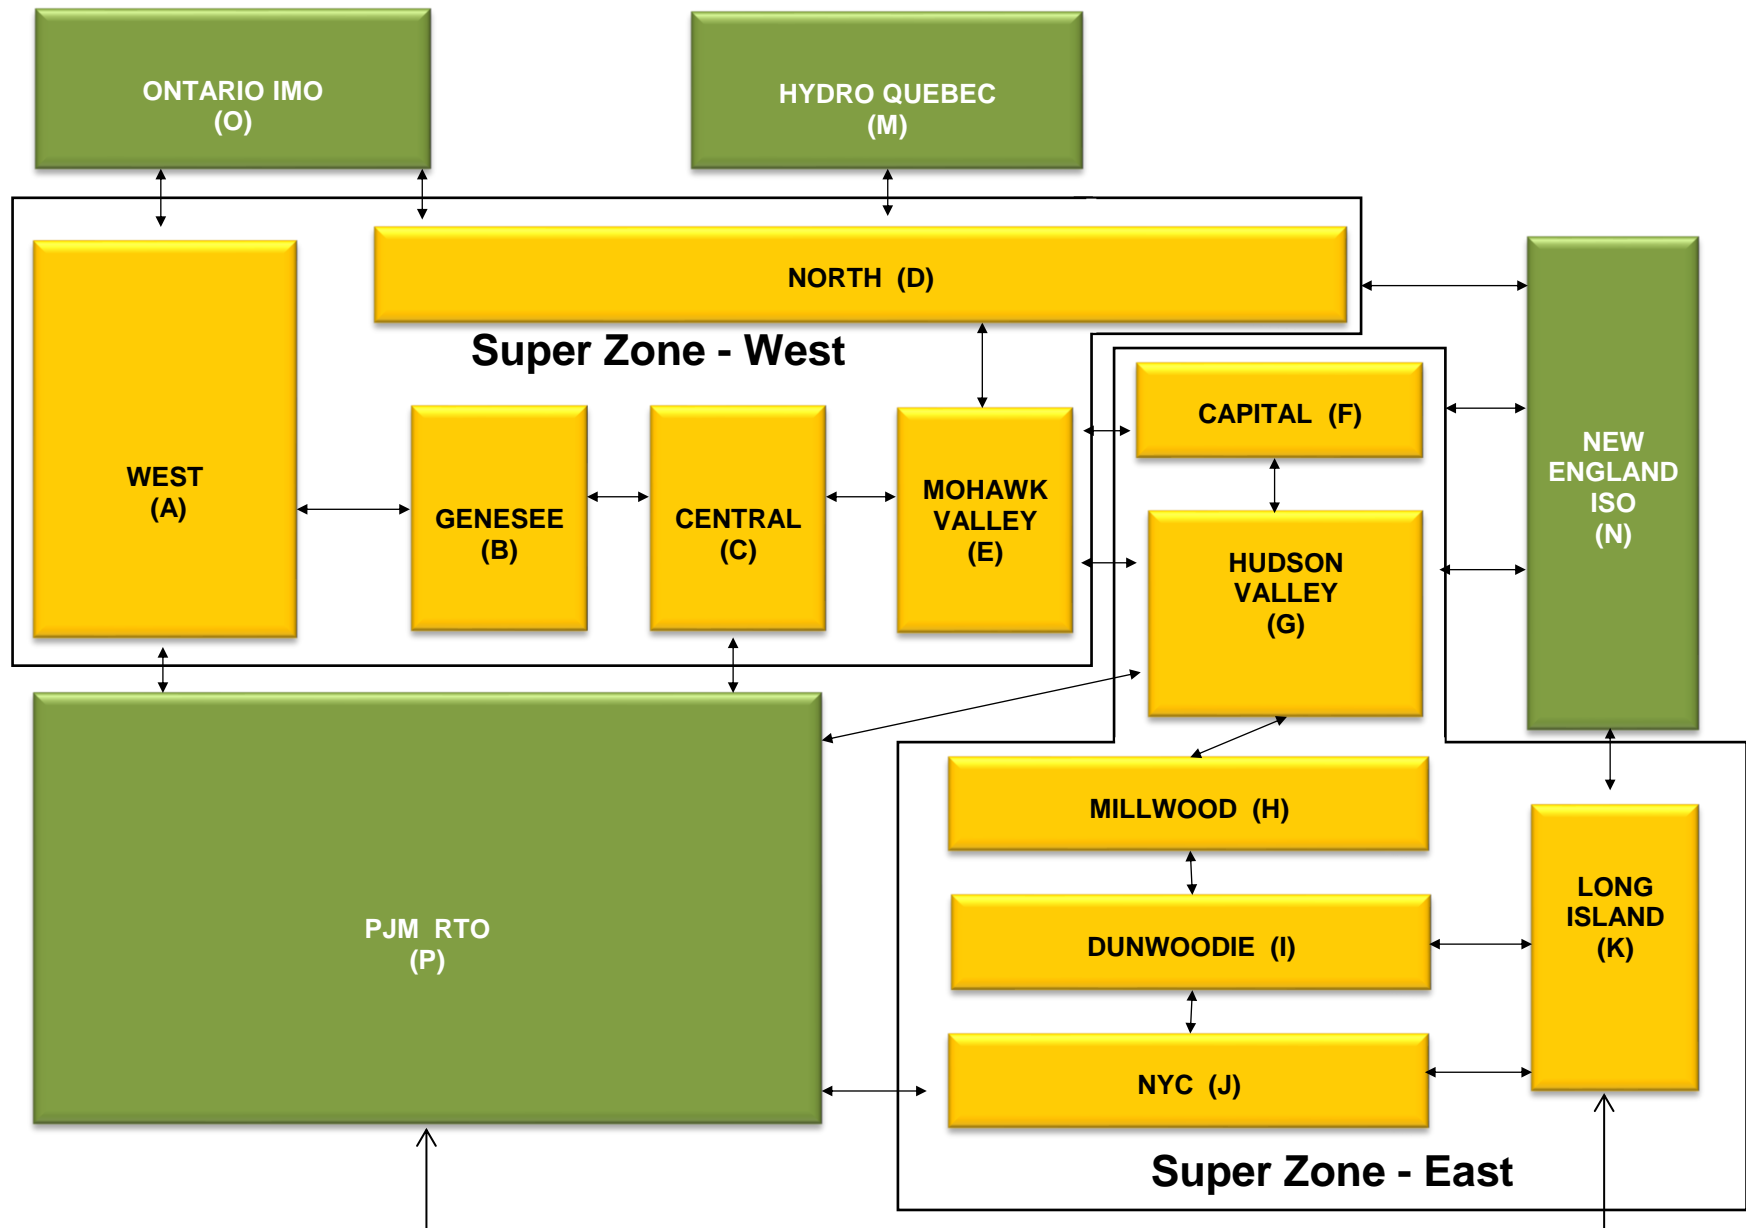 ONTARIO IMO
(O)
HYDRO QUEBEC
(M)
NORTH (D)
Super Zone - West
WEST
(A)
GENESEE
(B)
CENTRAL
(C)
MOHAWK
VALLEY
(E)
CAPITAL (F)
HUDSON
VALLEY
(G)
NEW
ENGLAND
ISO
(N)
PJM RTO
(P)
MILLWOOD (H)
DUNWOODIE (I)
NYC (J)
LONG
ISLAND
(K)
Super Zone - East